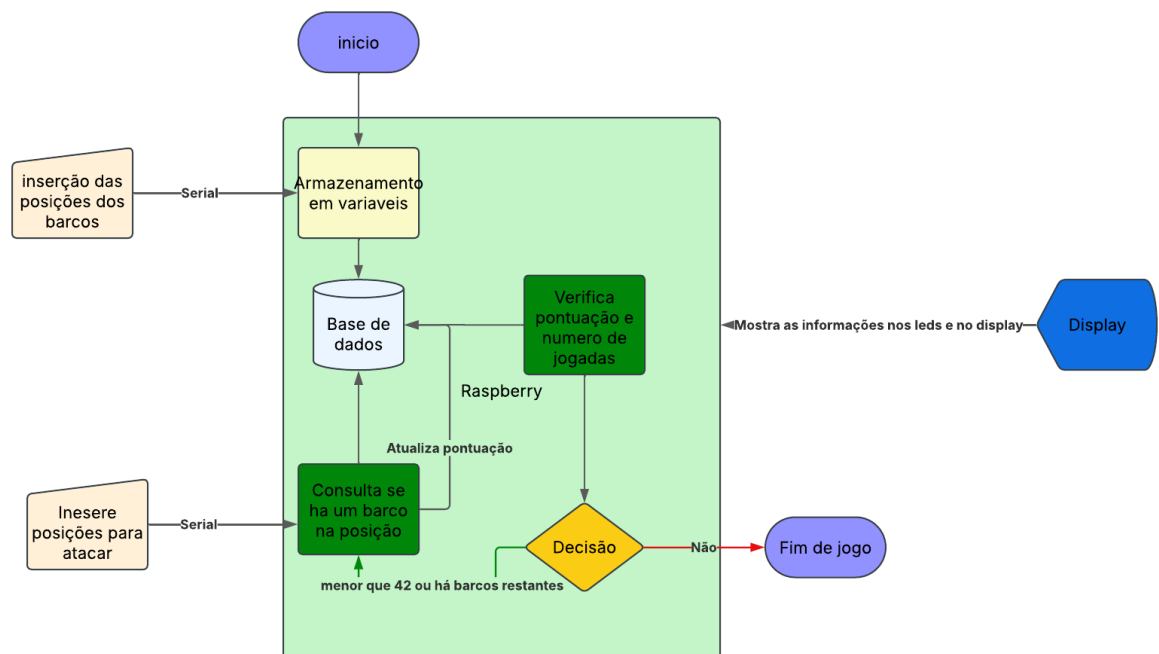 inicio
Armazenamento
em variaveis
inserção das
posições dos
barcos
Serial
Base de
dados
Verifica
pontuação e
numero de
jogadas
Mostra as informações nos leds e no display
Display
Raspberry
Atualiza pontuação
Consulta se
ha um barco
na posição
Inesere
posições para
atacar
Serial
Decisão
Não
Fim de jogo
menor que 42 ou há barcos restantes